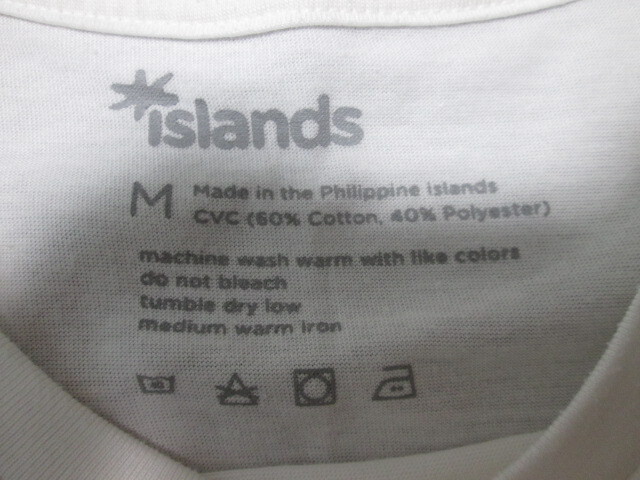 islands
M Made in the Philippine Islands
CVC (60% Cotton, 40% Polyester)
machine wash warm with like colors
do not bleach
tumble dry low
medium warm iron